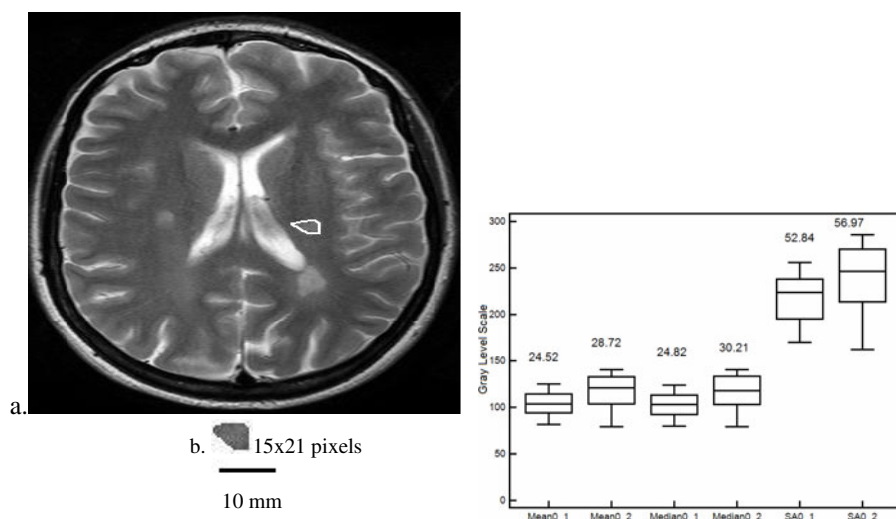 a.
b. 15x21 pixels
10 mm
Gray Level Scale
300
250
200
150
100
50
0
24.52
28.72
24.82
30.21
52.84
56.97
Mean0_1 Mean0_2 Median0_1 Median0_2 SA0_1 SA0_2